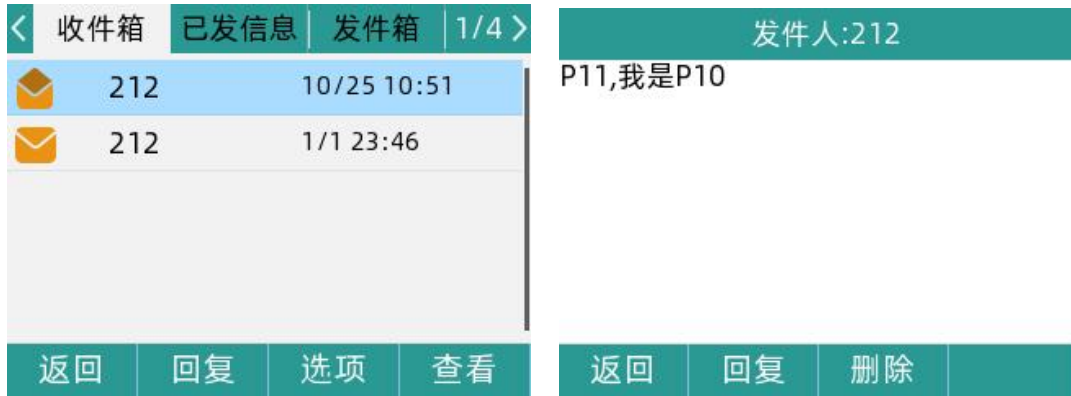 收件箱 已发信息 发件箱 1/4
212 10/25 10:51
212 1/1 23:46
返回 回复 选项 查看
发件人:212
P11,我是P10
返回 回复 删除